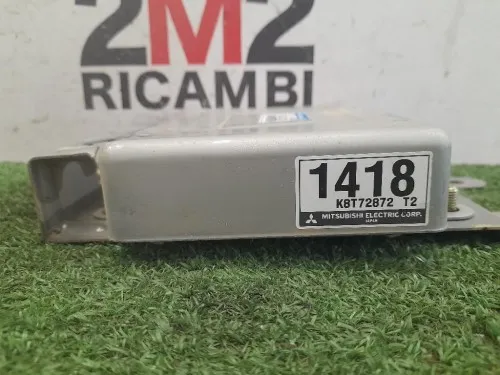 2M2
RICAMBI
1418
K8T72872 T2
MITSUBISHI ELECTRIC CORP.
JAPAN